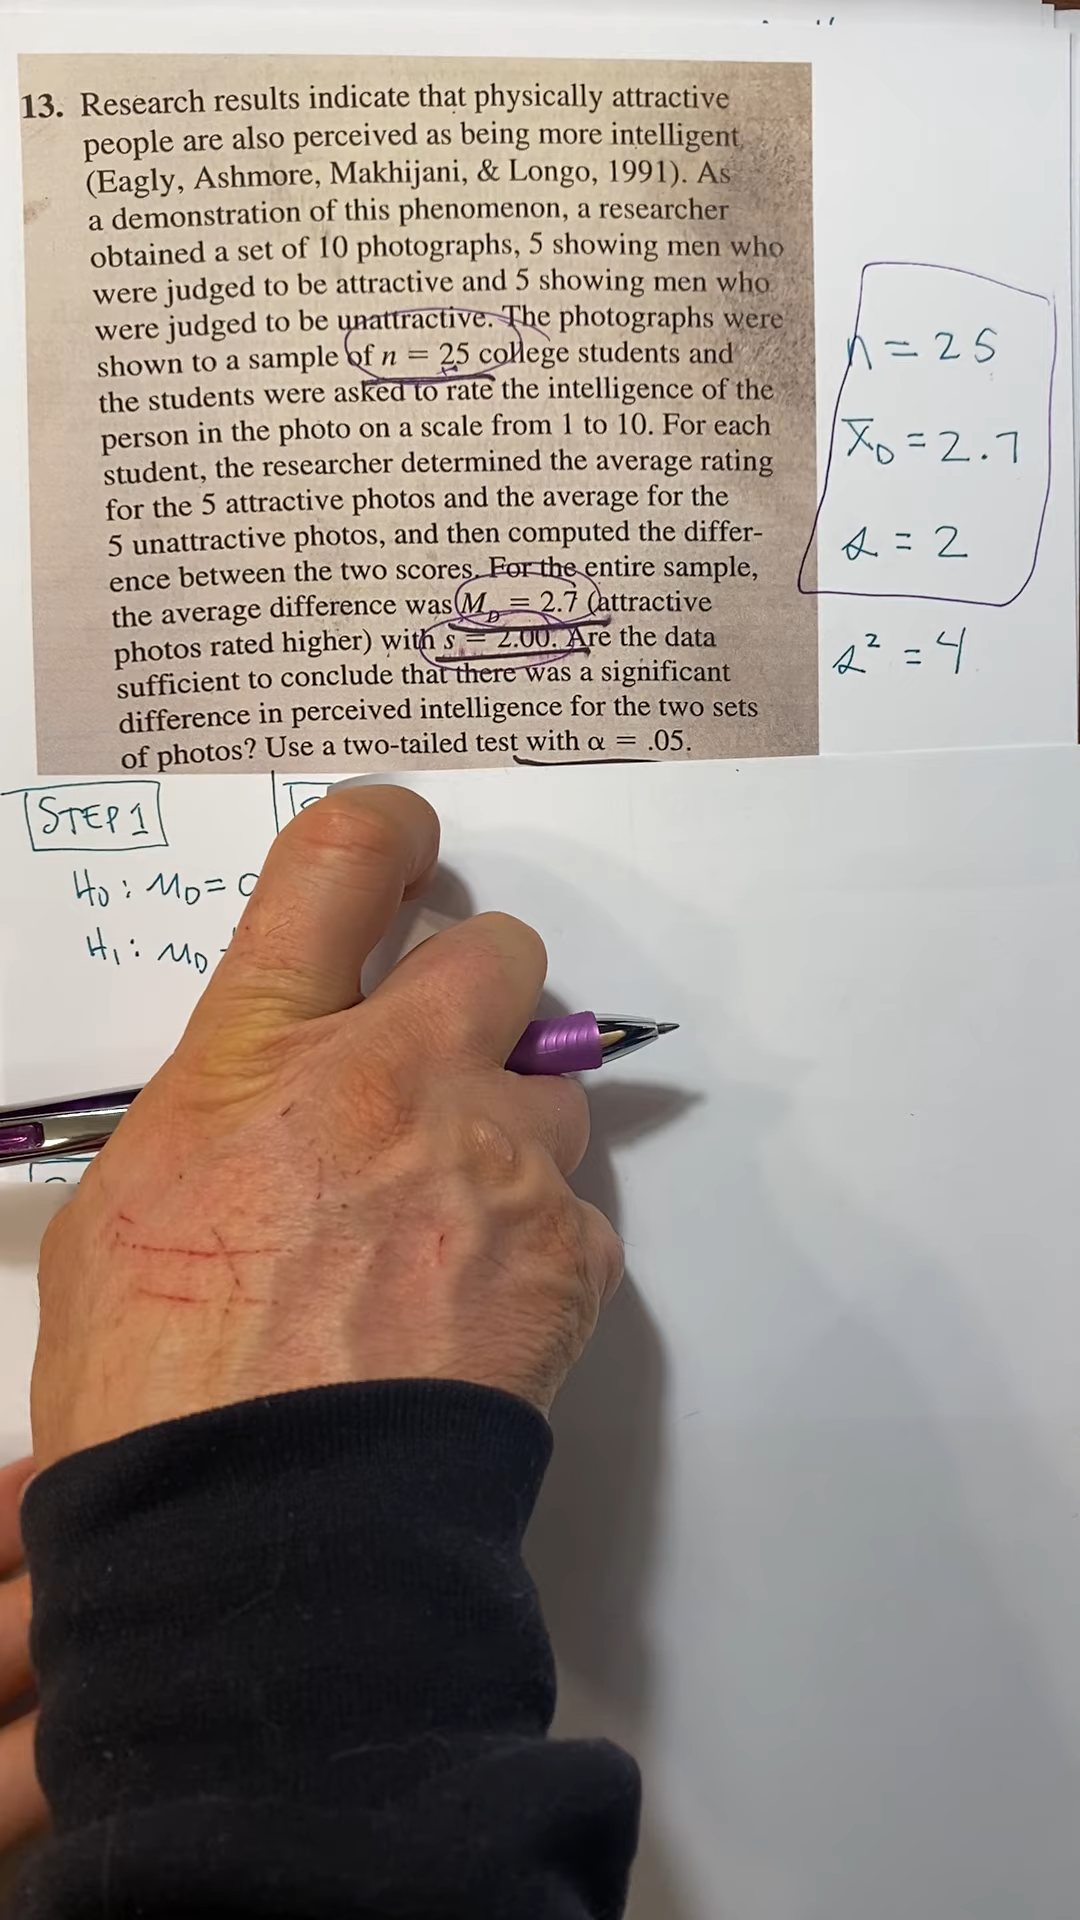 13. Research results indicate that physically attractive
people are also perceived as being more intelligent
(Eagly, Ashmore, Makhijani, & Longo, 1991). As
a demonstration of this phenomenon, a researcher
obtained a set of 10 photographs, 5 showing men who
were judged to be attractive and 5 showing men who
were judged to be unattractive. The photographs were
shown to a sample of n = 25 college students and
the students were asked to rate the intelligence of the
person in the photo on a scale from 1 to 10. For each
student, the researcher determined the average rating
for the 5 attractive photos and the average for the
5 unattractive photos, and then computed the differ-
ence between the two scores. For the entire sample,
the average difference was M_D = 2.7 (attractive
photos rated higher) with s = 2.00. Are the data
sufficient to conclude that there was a significant
difference in perceived intelligence for the two sets
of photos? Use a two-tailed test with α = .05.
n = 25
x̄_D = 2.7
s = 2
s² = 4
STEP 1
H₀: μ_D = 0
H₁: μ_D